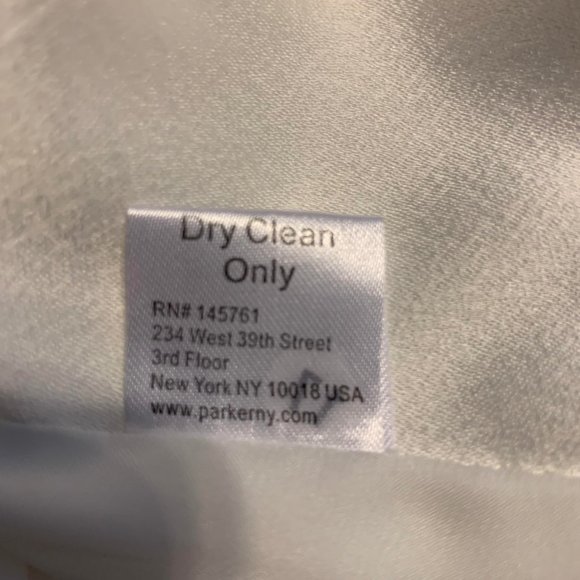 Dry Clean
Only
RN# 145761
234 West 39th Street
3rd Floor
New York NY 10018 USA
www.parkerny.com